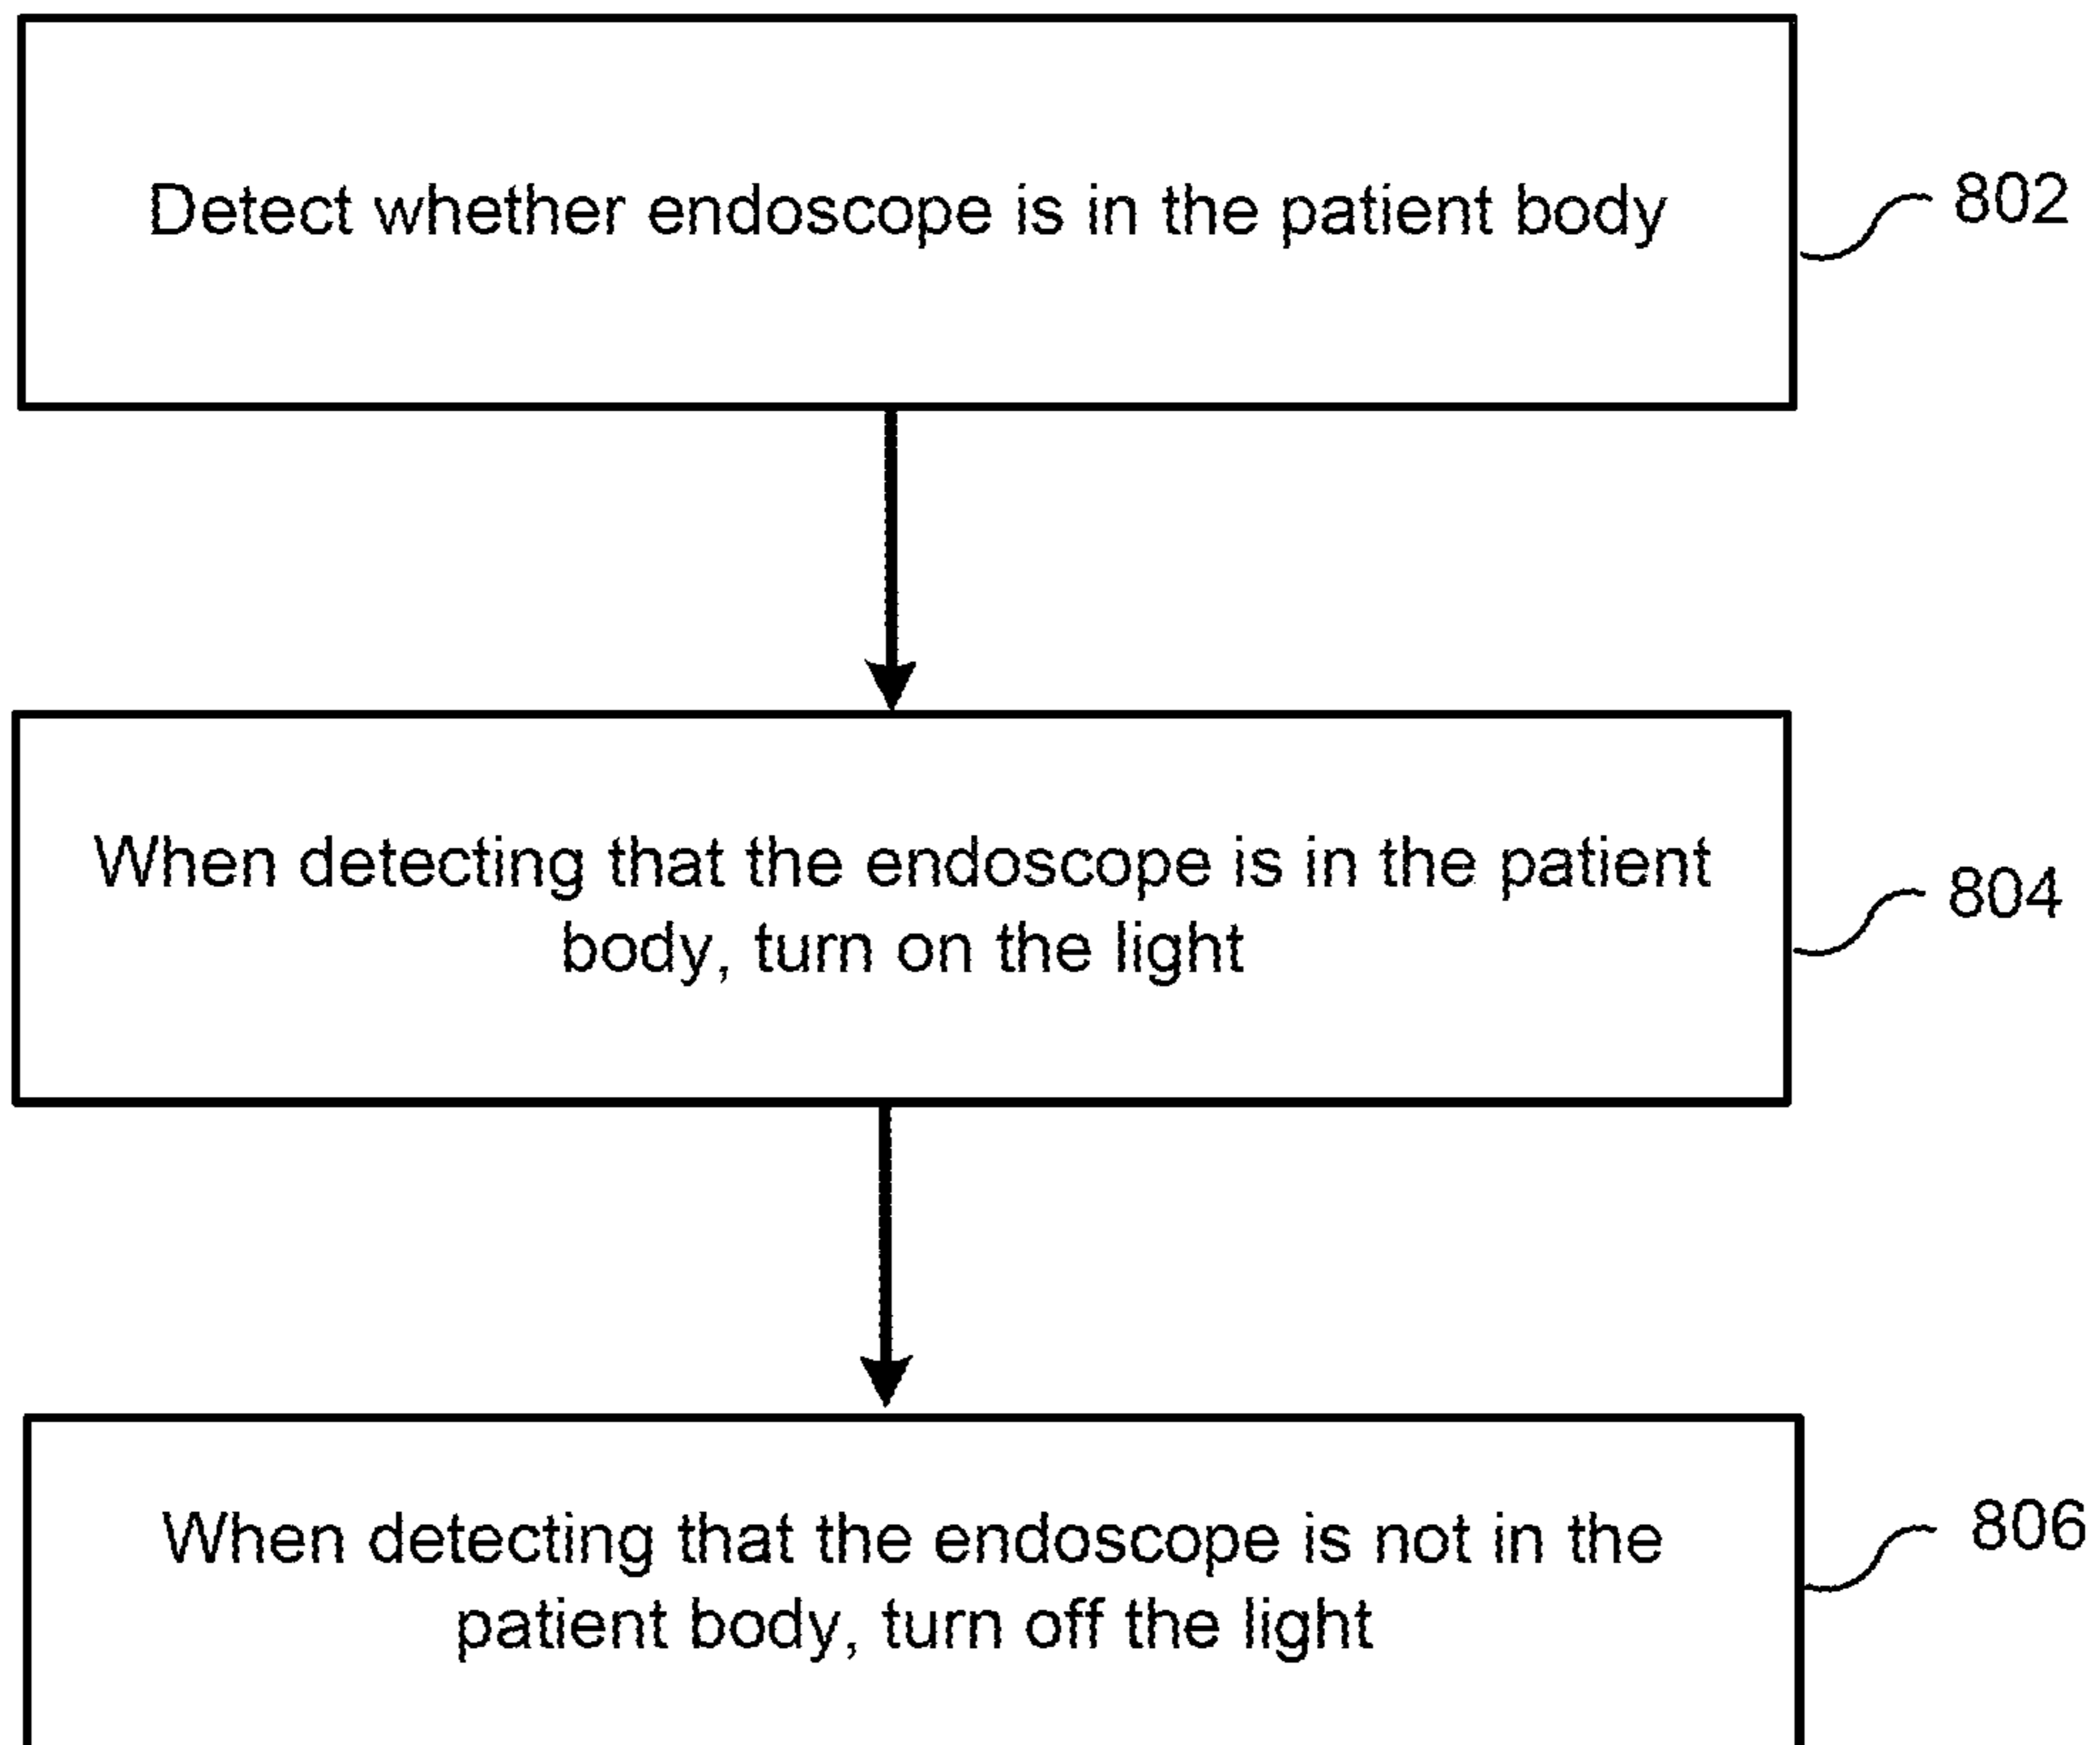 Detect whether endoscope is in the patient body
802
When detecting that the endoscope is in the patient
body, turn on the light
804
When detecting that the endoscope is not in the
patient body, turn off the light
806